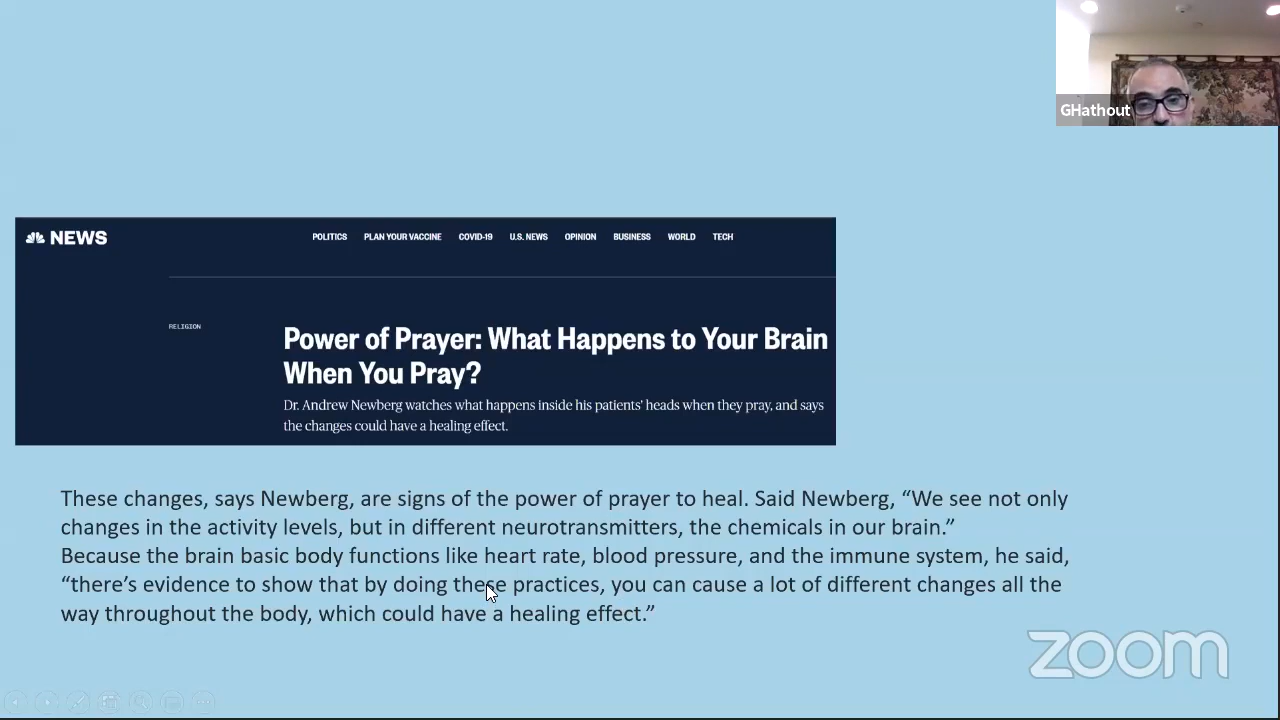 GHathout
NEWS
POLITICS PLAN YOUR VACCINE COVID-19 U.S. NEWS OPINION BUSINESS WORLD TECH
RELIGION
Power of Prayer: What Happens to Your Brain
When You Pray?
Dr. Andrew Newberg watches what happens inside his patients' heads when they pray, and says
the changes could have a healing effect.
These changes, says Newberg, are signs of the power of prayer to heal. Said Newberg, “We see not only
changes in the activity levels, but in different neurotransmitters, the chemicals in our brain.”
Because the brain basic body functions like heart rate, blood pressure, and the immune system, he said,
“there’s evidence to show that by doing these practices, you can cause a lot of different changes all the
way throughout the body, which could have a healing effect.”
zoom